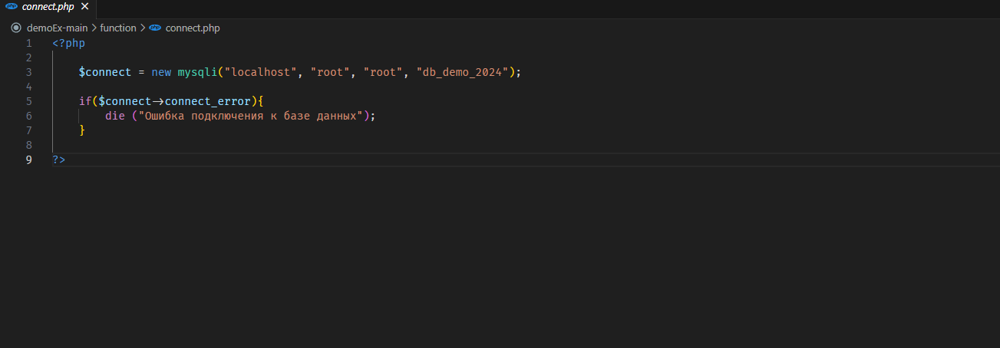 php connect.php ×
demoEx-main > function > php connect.php
1 <?php
2
3 $connect = new mysqli("localhost", "root", "root", "db_demo_2024");
4
5 if($connect->connect_error){
6 die ("Ошибка подключения к базе данных");
7 }
8
9 ?>